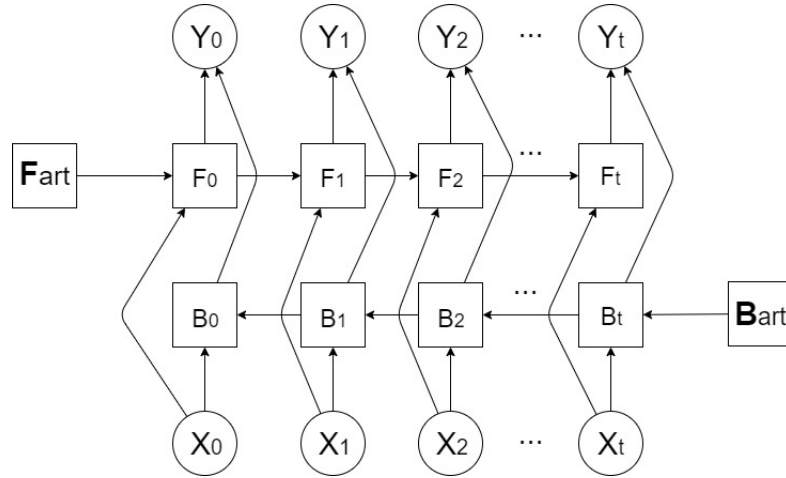 Y0 Y1 Y2 ... Yt
...
Fart F0 F1 F2 Ft
...
B0 B1 B2 Bt Bart
X0 X1 X2 ... Xt